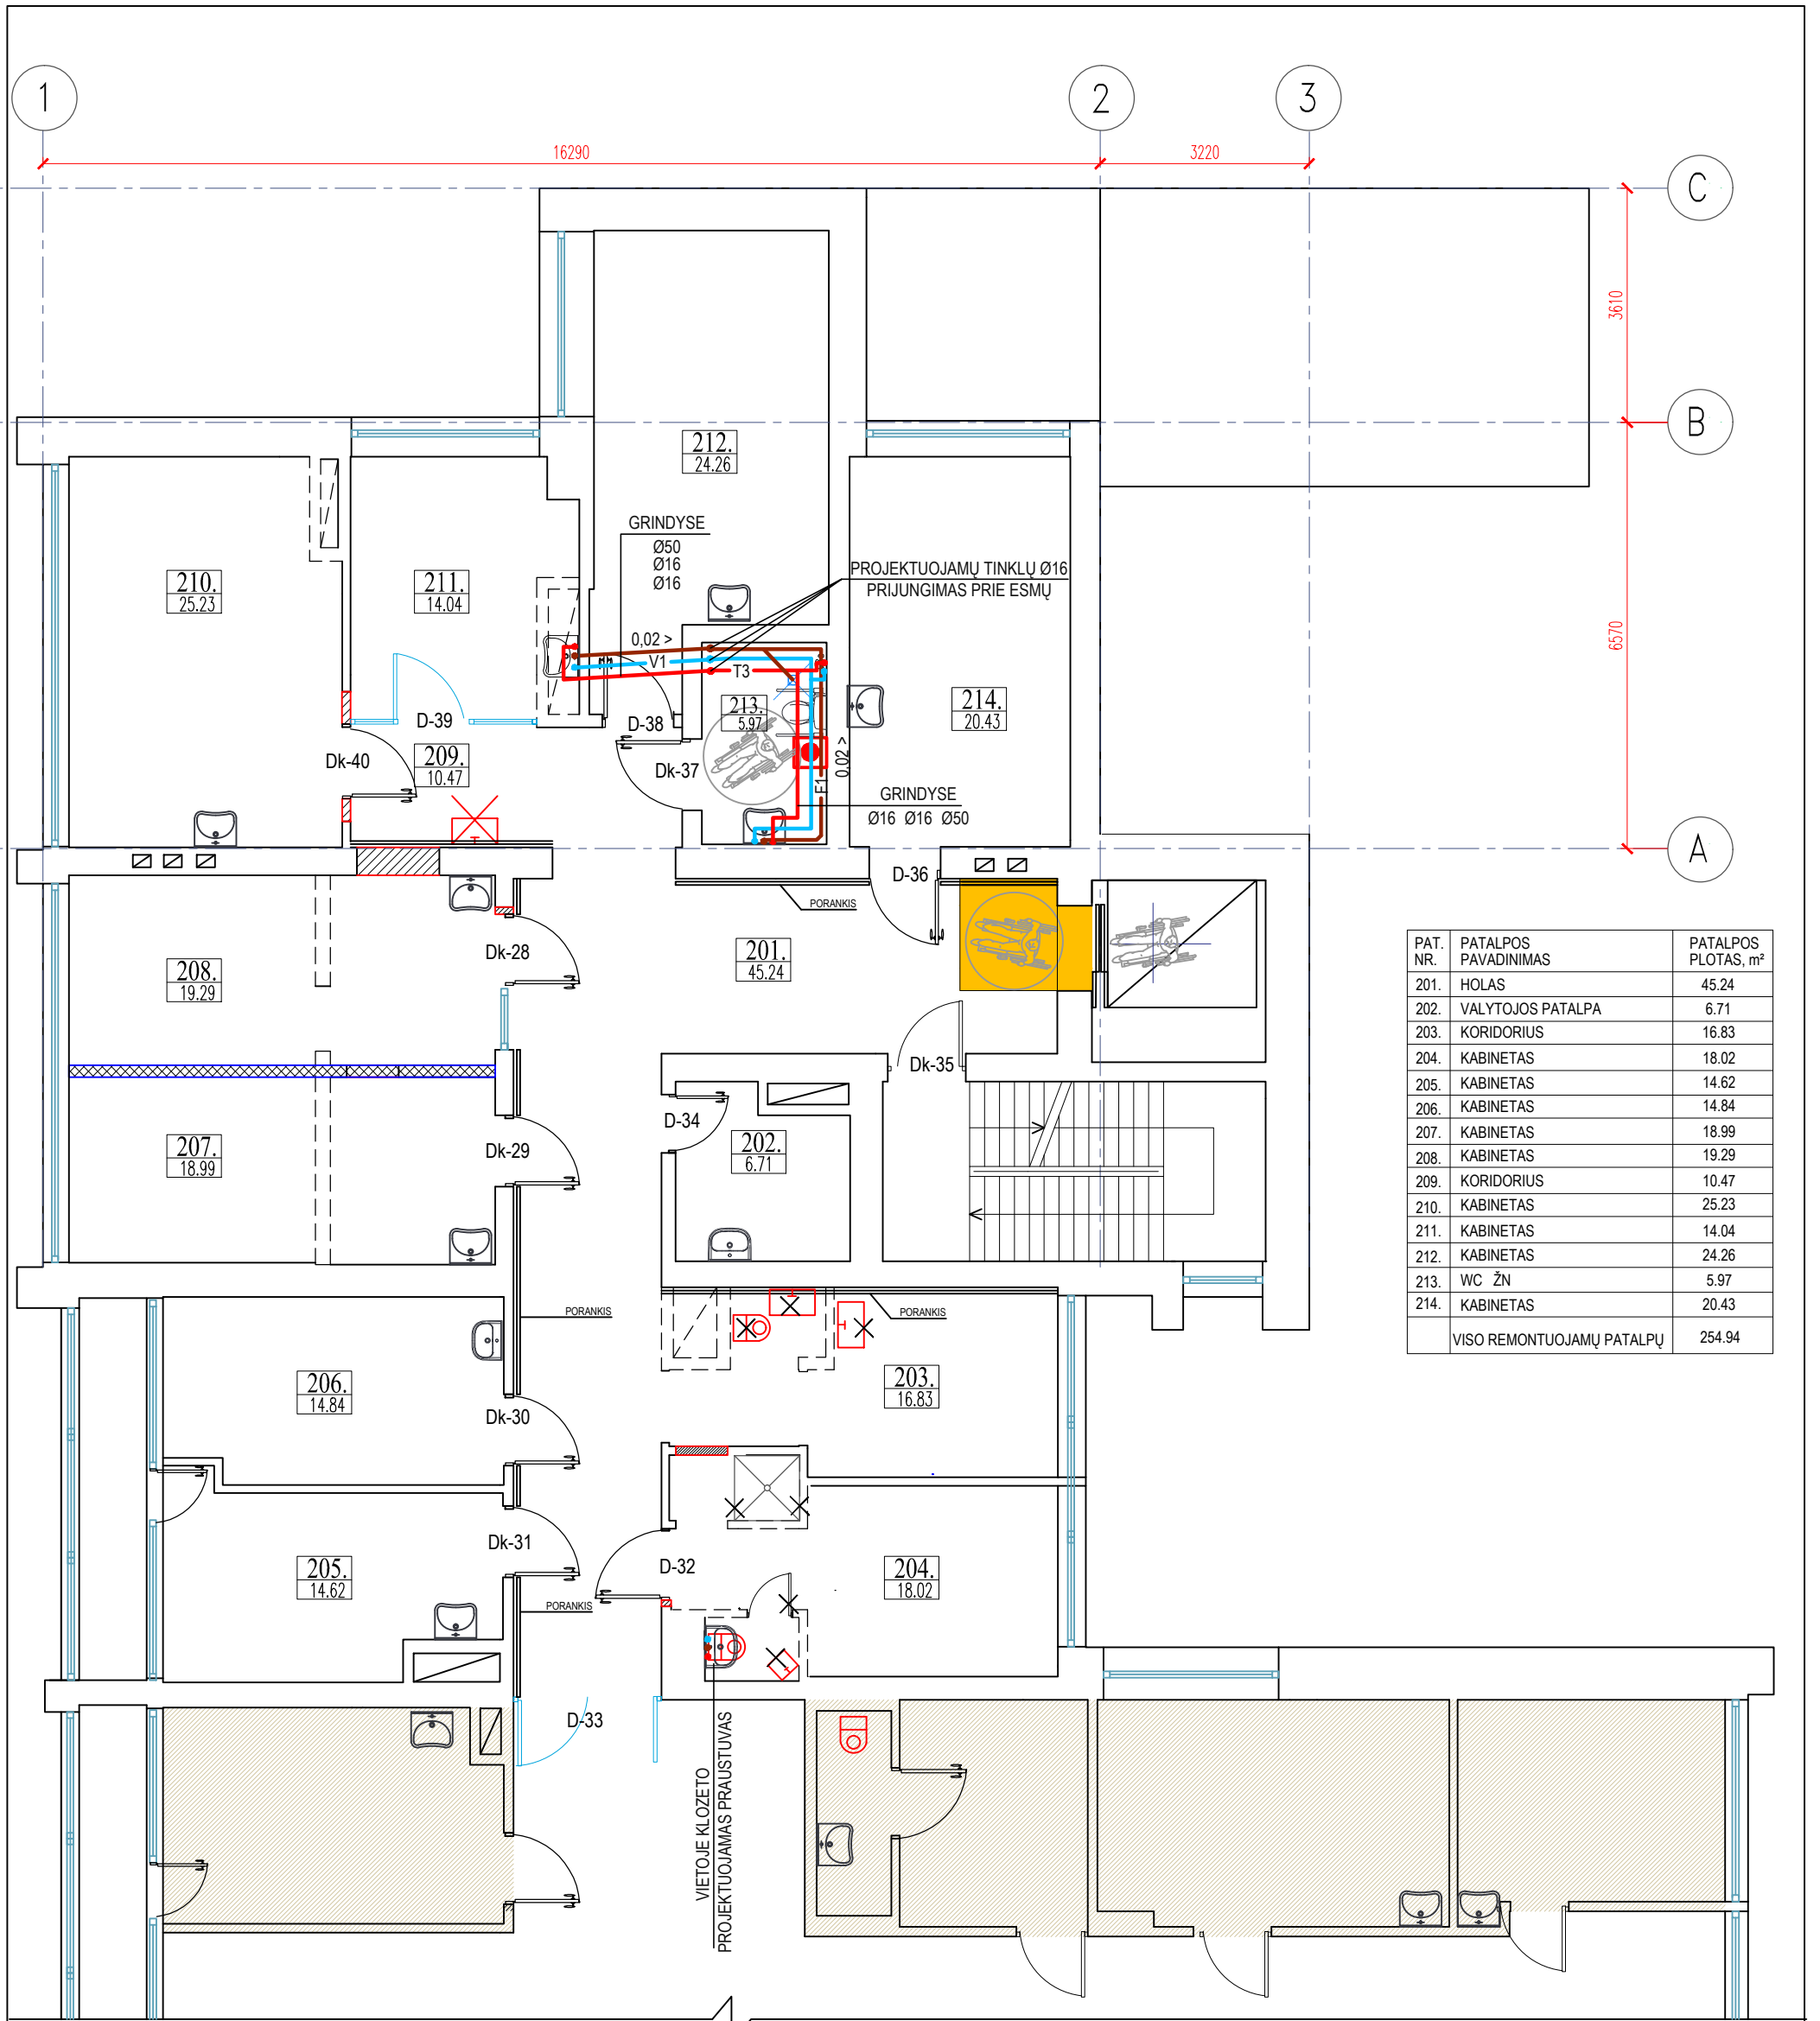 1
2
3
16290
3220
C
3610
B
6570
A
212.
24.26
GRINDYSE
Ø50
Ø16
Ø16
PROJEKTUOJAMŲ TINKLŲ Ø16
PRIJUNGIMAS PRIE ESMŲ
210.
25.23
211.
14.04
0,02 >
V1
T3
213.
5.97
214.
20.43
D-39
D-38
209.
10.47
Dk-40
Dk-37
0,02 >
F1
GRINDYSE
Ø16 Ø16 Ø50
D-36
PORANKIS
Dk-28
201.
45.24
208.
19.29
Dk-35
D-34
202.
6.71
Dk-29
207.
18.99
PORANKIS
PORANKIS
206.
14.84
203.
16.83
Dk-30
Dk-31
D-32
205.
14.62
204.
18.02
PORANKIS
D-33
VIETOJE KLOZETO
PROJEKTUOJAMAS PRAUSTUVAS
PAT. PATALPOS PATALPOS
NR. PAVADINIMAS PLOTAS, m²
201. HOLAS 45.24
202. VALYTOJOS PATALPA 6.71
203. KORIDORIUS 16.83
204. KABINETAS 18.02
205. KABINETAS 14.62
206. KABINETAS 14.84
207. KABINETAS 18.99
208. KABINETAS 19.29
209. KORIDORIUS 10.47
210. KABINETAS 25.23
211. KABINETAS 14.04
212. KABINETAS 24.26
213. WC ŽN 5.97
214. KABINETAS 20.43
VISO REMONTUOJAMŲ PATALPŲ 254.94